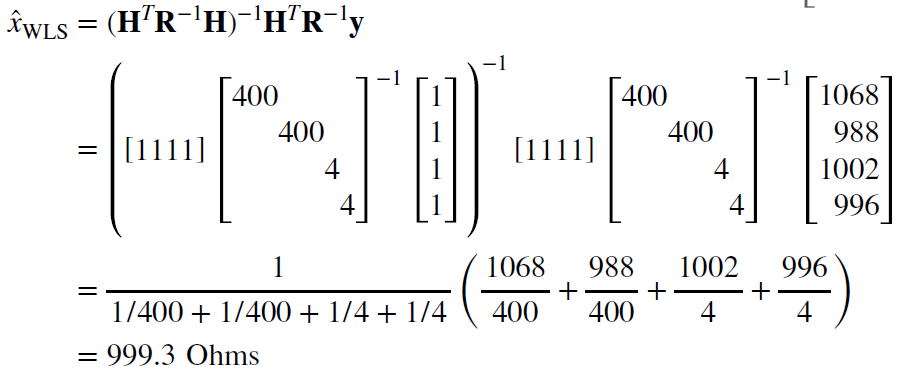 x̂_WLS = (H^T R^−1 H)^−1 H^T R^−1 y
= ( [1111] [400 400 4 4]^−1 [1 1 1 1] )^−1 [1111] [400 400 4 4]^−1 [1068 988 1002 996]
= 1 / (1/400 + 1/400 + 1/4 + 1/4) ( 1068/400 + 988/400 + 1002/4 + 996/4 )
= 999.3 Ohms